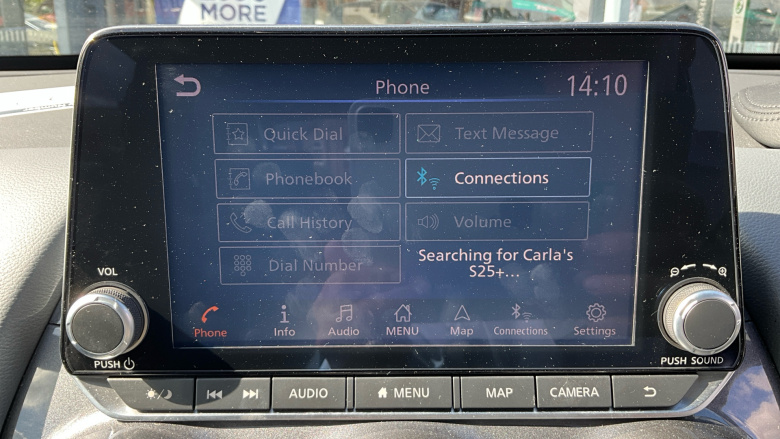 MORE
Phone
14:10
Quick Dial
Text Message
Phonebook
Connections
Call History
Volume
Dial Number
Searching for Carla's
S25+...
Phone
Info
Audio
MENU
Map
Connections
Settings
VOL
PUSH
PUSH SOUND
AUDIO
MENU
MAP
CAMERA